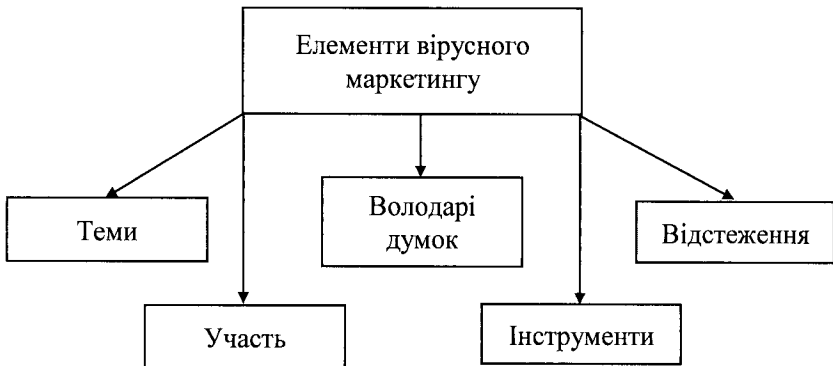 Елементи вірусного
маркетингу
Теми
Володарі
думок
Відстеження
Участь
Інструменти